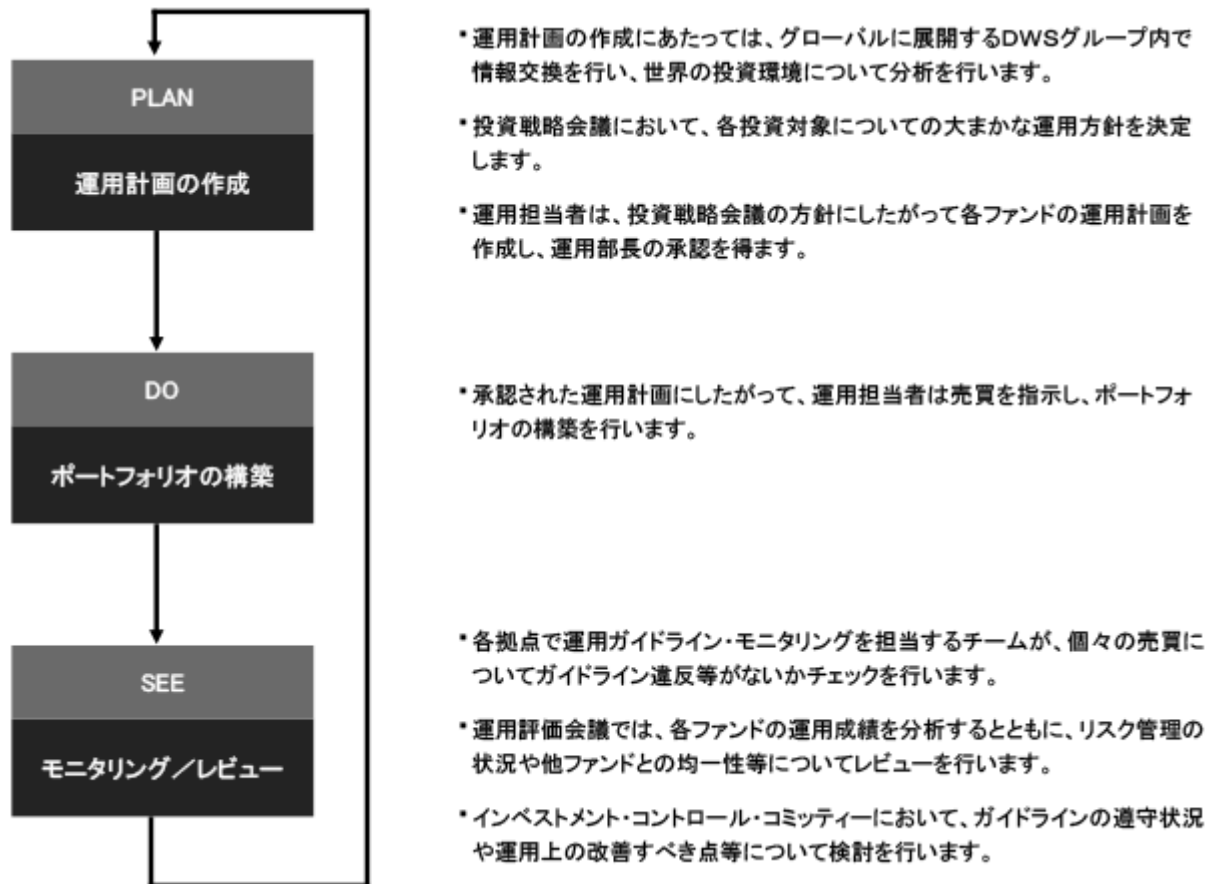 PLAN
運用計画の作成
▪運用計画の作成にあたっては、グローバルに展開するDWSグループ内で
情報交換を行い、世界の投資環境について分析を行います。
▪投資戦略会議において、各投資対象についての大まかな運用方針を決定
します。
▪運用担当者は、投資戦略会議の方針にしたがって各ファンドの運用計画を
作成し、運用部長の承認を得ます。
DO
ポートフォリオの構築
▪承認された運用計画にしたがって、運用担当者は売買を指示し、ポートフォ
リオの構築を行います。
SEE
モニタリング／レビュー
▪各拠点で運用ガイドライン・モニタリングを担当するチームが、個々の売買に
ついてガイドライン違反等がないかチェックを行います。
▪運用評価会議では、各ファンドの運用成績を分析するとともに、リスク管理の
状況や他ファンドとの均一性等についてレビューを行います。
▪インベストメント・コントロール・コミッティーにおいて、ガイドラインの遵守状況
や運用上の改善すべき点等について検討を行います。